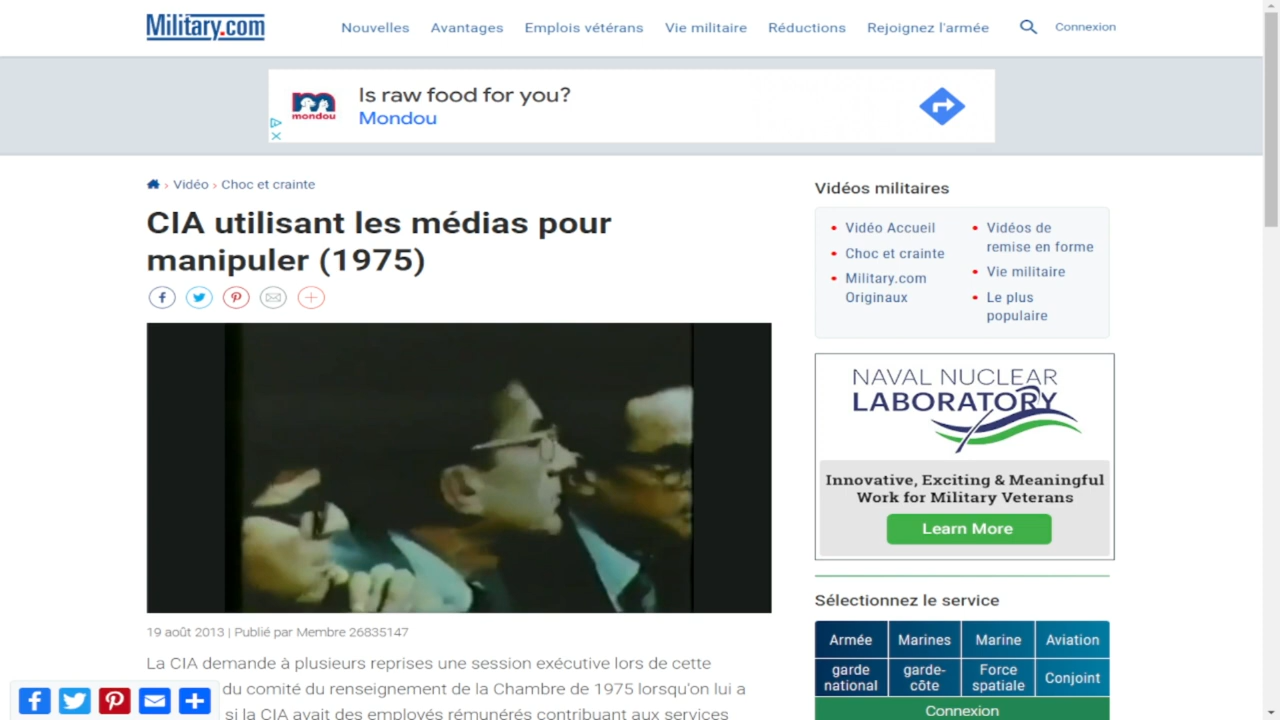 Military.com
Nouvelles Avantages Emplois vétérans Vie militaire Réductions Rejoignez l'armée Connexion
Is raw food for you?
mondou
Mondou
Vidéo › Choc et crainte
CIA utilisant les médias pour
manipuler (1975)
19 août 2013 | Publié par Membre 26835147
La CIA demande à plusieurs reprises une session exécutive lors de cette
du comité du renseignement de la Chambre de 1975 lorsqu'on lui a
si la CIA avait des employés rémunérés contribuant aux services
Vidéos militaires
Vidéo Accueil
Choc et crainte
Military.com
Originaux
Vidéos de
remise en forme
Vie militaire
Le plus
populaire
NAVAL NUCLEAR
LABORATORY
Innovative, Exciting & Meaningful
Work for Military Veterans
Learn More
Sélectionnez le service
Armée Marines Marine Aviation
garde
national
garde-
côte
Force
spatiale
Conjoint
Connexion